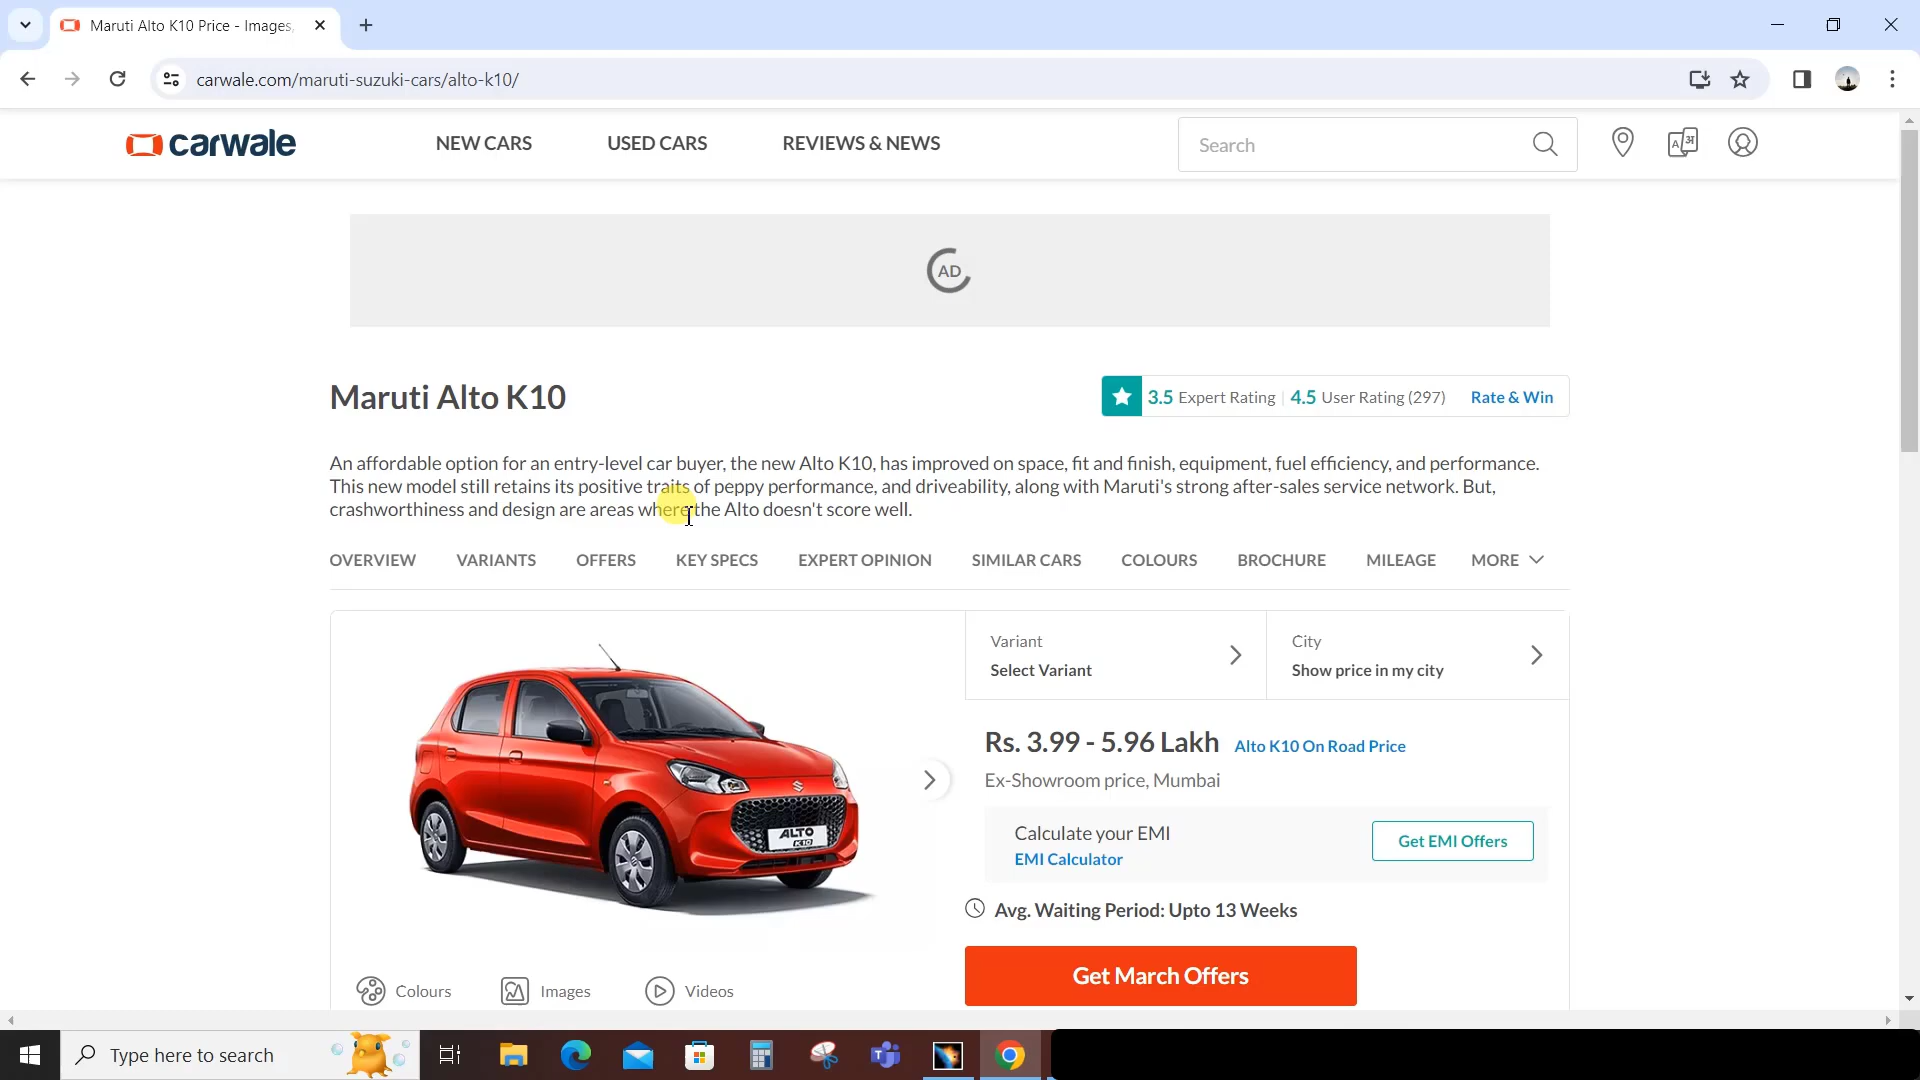 Maruti Alto K10 Price - Images,
carwale.com/maruti-suzuki-cars/alto-k10/
carwale
NEW CARS
USED CARS
REVIEWS & NEWS
Search
A अ
AD
Maruti Alto K10
3.5 Expert Rating | 4.5 User Rating (297) Rate & Win
An affordable option for an entry-level car buyer, the new Alto K10, has improved on space, fit and finish, equipment, fuel efficiency, and performance.
This new model still retains its positive traits of peppy performance, and driveability, along with Maruti's strong after-sales service network. But,
crashworthiness and design are areas where the Alto doesn't score well.
OVERVIEW VARIANTS OFFERS KEY SPECS EXPERT OPINION SIMILAR CARS COLOURS BROCHURE MILEAGE MORE
Variant
Select Variant
City
Show price in my city
Rs. 3.99 - 5.96 Lakh Alto K10 On Road Price
Ex-Showroom price, Mumbai
Calculate your EMI
EMI Calculator
Get EMI Offers
Avg. Waiting Period: Upto 13 Weeks
Get March Offers
ALTO
K10
Colours
Images
Videos
Type here to search